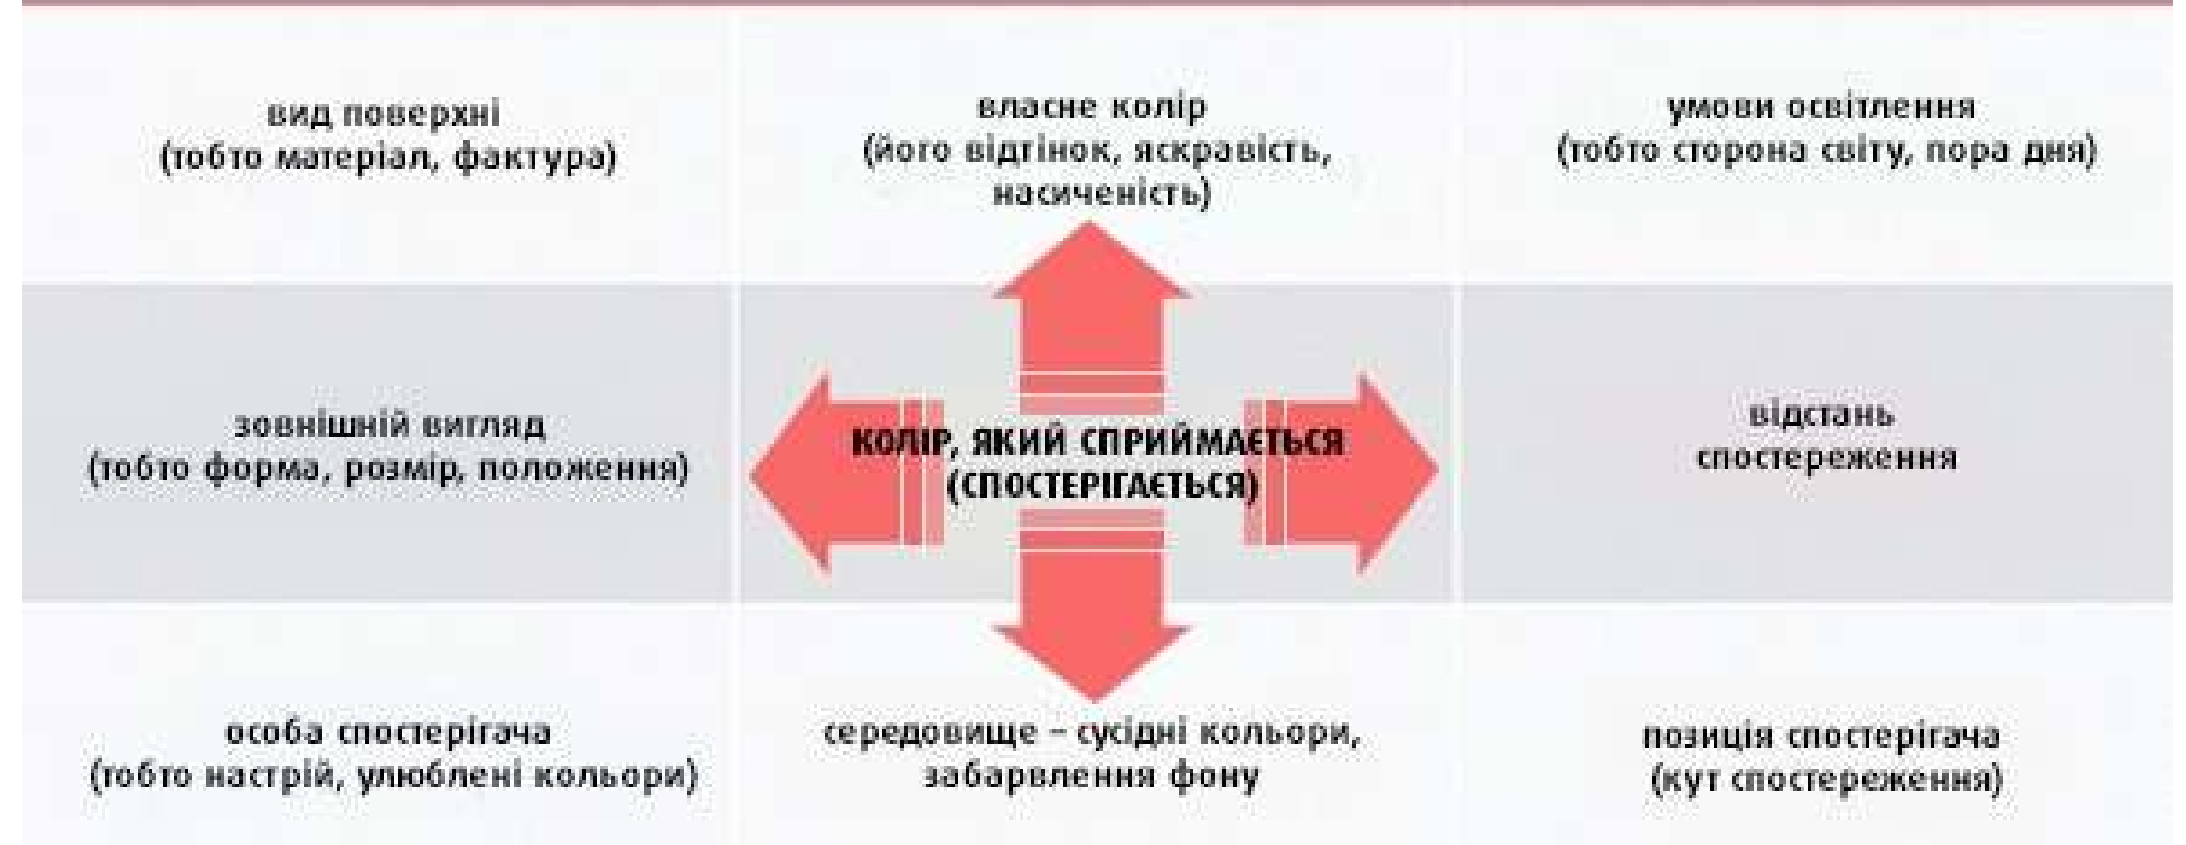 вид поверхні
(тобто матеріал, фактура)
власне колір
(його відтінок, яскравість,
насиченість)
умови освітлення
(тобто сторона світу, пора дня)
зовнішній вигляд
(тобто форма, розмір, положення)
КОЛІР, ЯКИЙ СПРИЙМАЄТЬСЯ
(СПОСТЕРІГАЄТЬСЯ)
відстань
спостереження
особа спостерігача
(тобто настрій, улюблені кольори)
середовище – сусідні кольори,
забарвлення фону
позиція спостерігача
(кут спостереження)